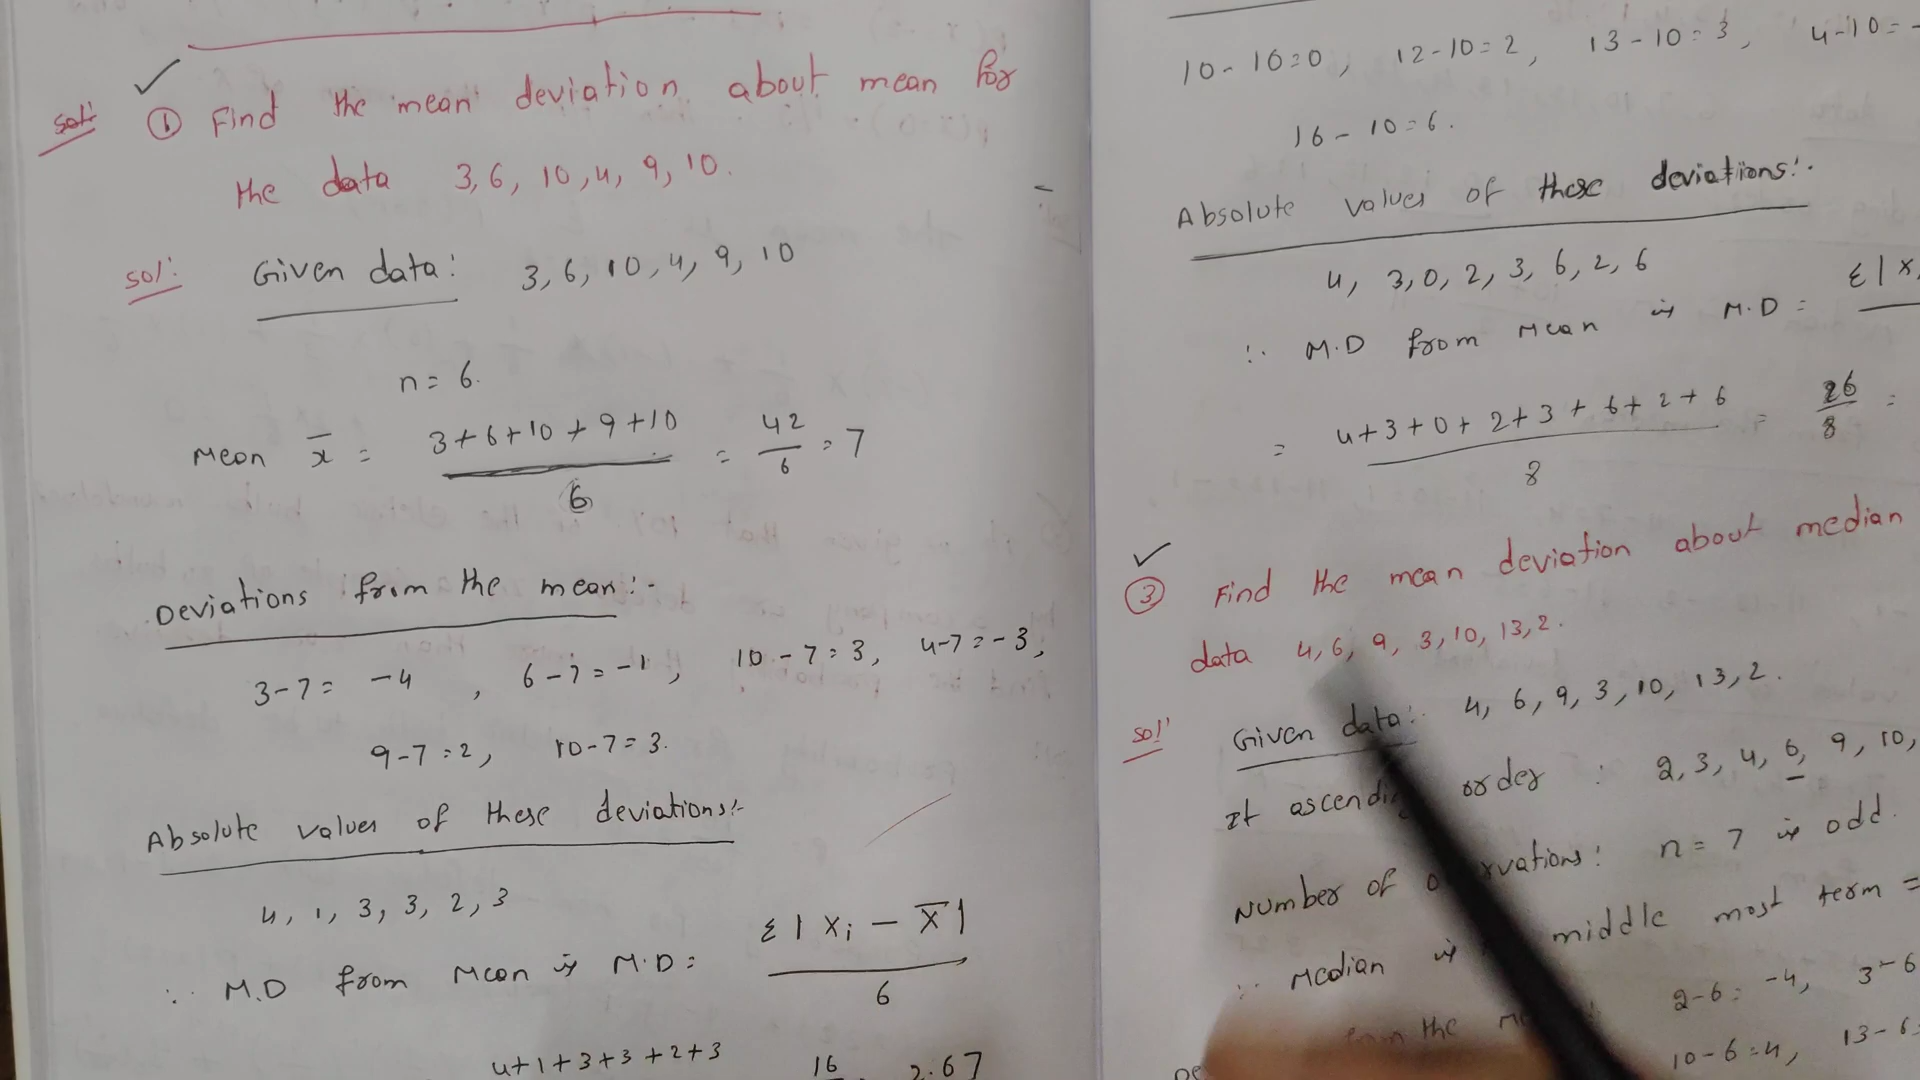 sol:
① Find the mean deviation about mean for
the data 3,6, 10,4, 9, 10.
sol: Given data: 3,6, 10,4, 9, 10
n = 6.
Mean x̄ = 3+6+10+9+10 / 6 = 42/6 = 7
Deviations from the mean:-
3-7= -4 , 6-7=-1, 10-7=3, 4-7=-3,
9-7=2, 10-7=3.
Absolute values of these deviations:-
4, 1, 3, 3, 2, 3
∴ M.D from Mean is M.D = Σ|xi - x̄| / 6
4+1+3+3+2+3 16 2.67
10-10=0, 12-10=2, 13-10=3, 4-10=-
16-10=6.
Absolute values of these deviations:-
4, 3,0, 2, 3, 6, 2, 6
∴ M.D from Mean is M.D = Σ|x
= 4+3+0+2+3+6+2+6 / 8 = 26/8 =
③ Find the mean deviation about median
data 4,6, 9, 3,10, 13,2.
sol' Given data: 4, 6, 9, 3,10, 13,2.
It ascendi order : 2,3, 4, 6, 9, 10,
Number of o rvations: n= 7 is odd.
∴ Median is middle most term =
from the Me 2-6= -4, 3-6
De 10-6=4, 13-6=